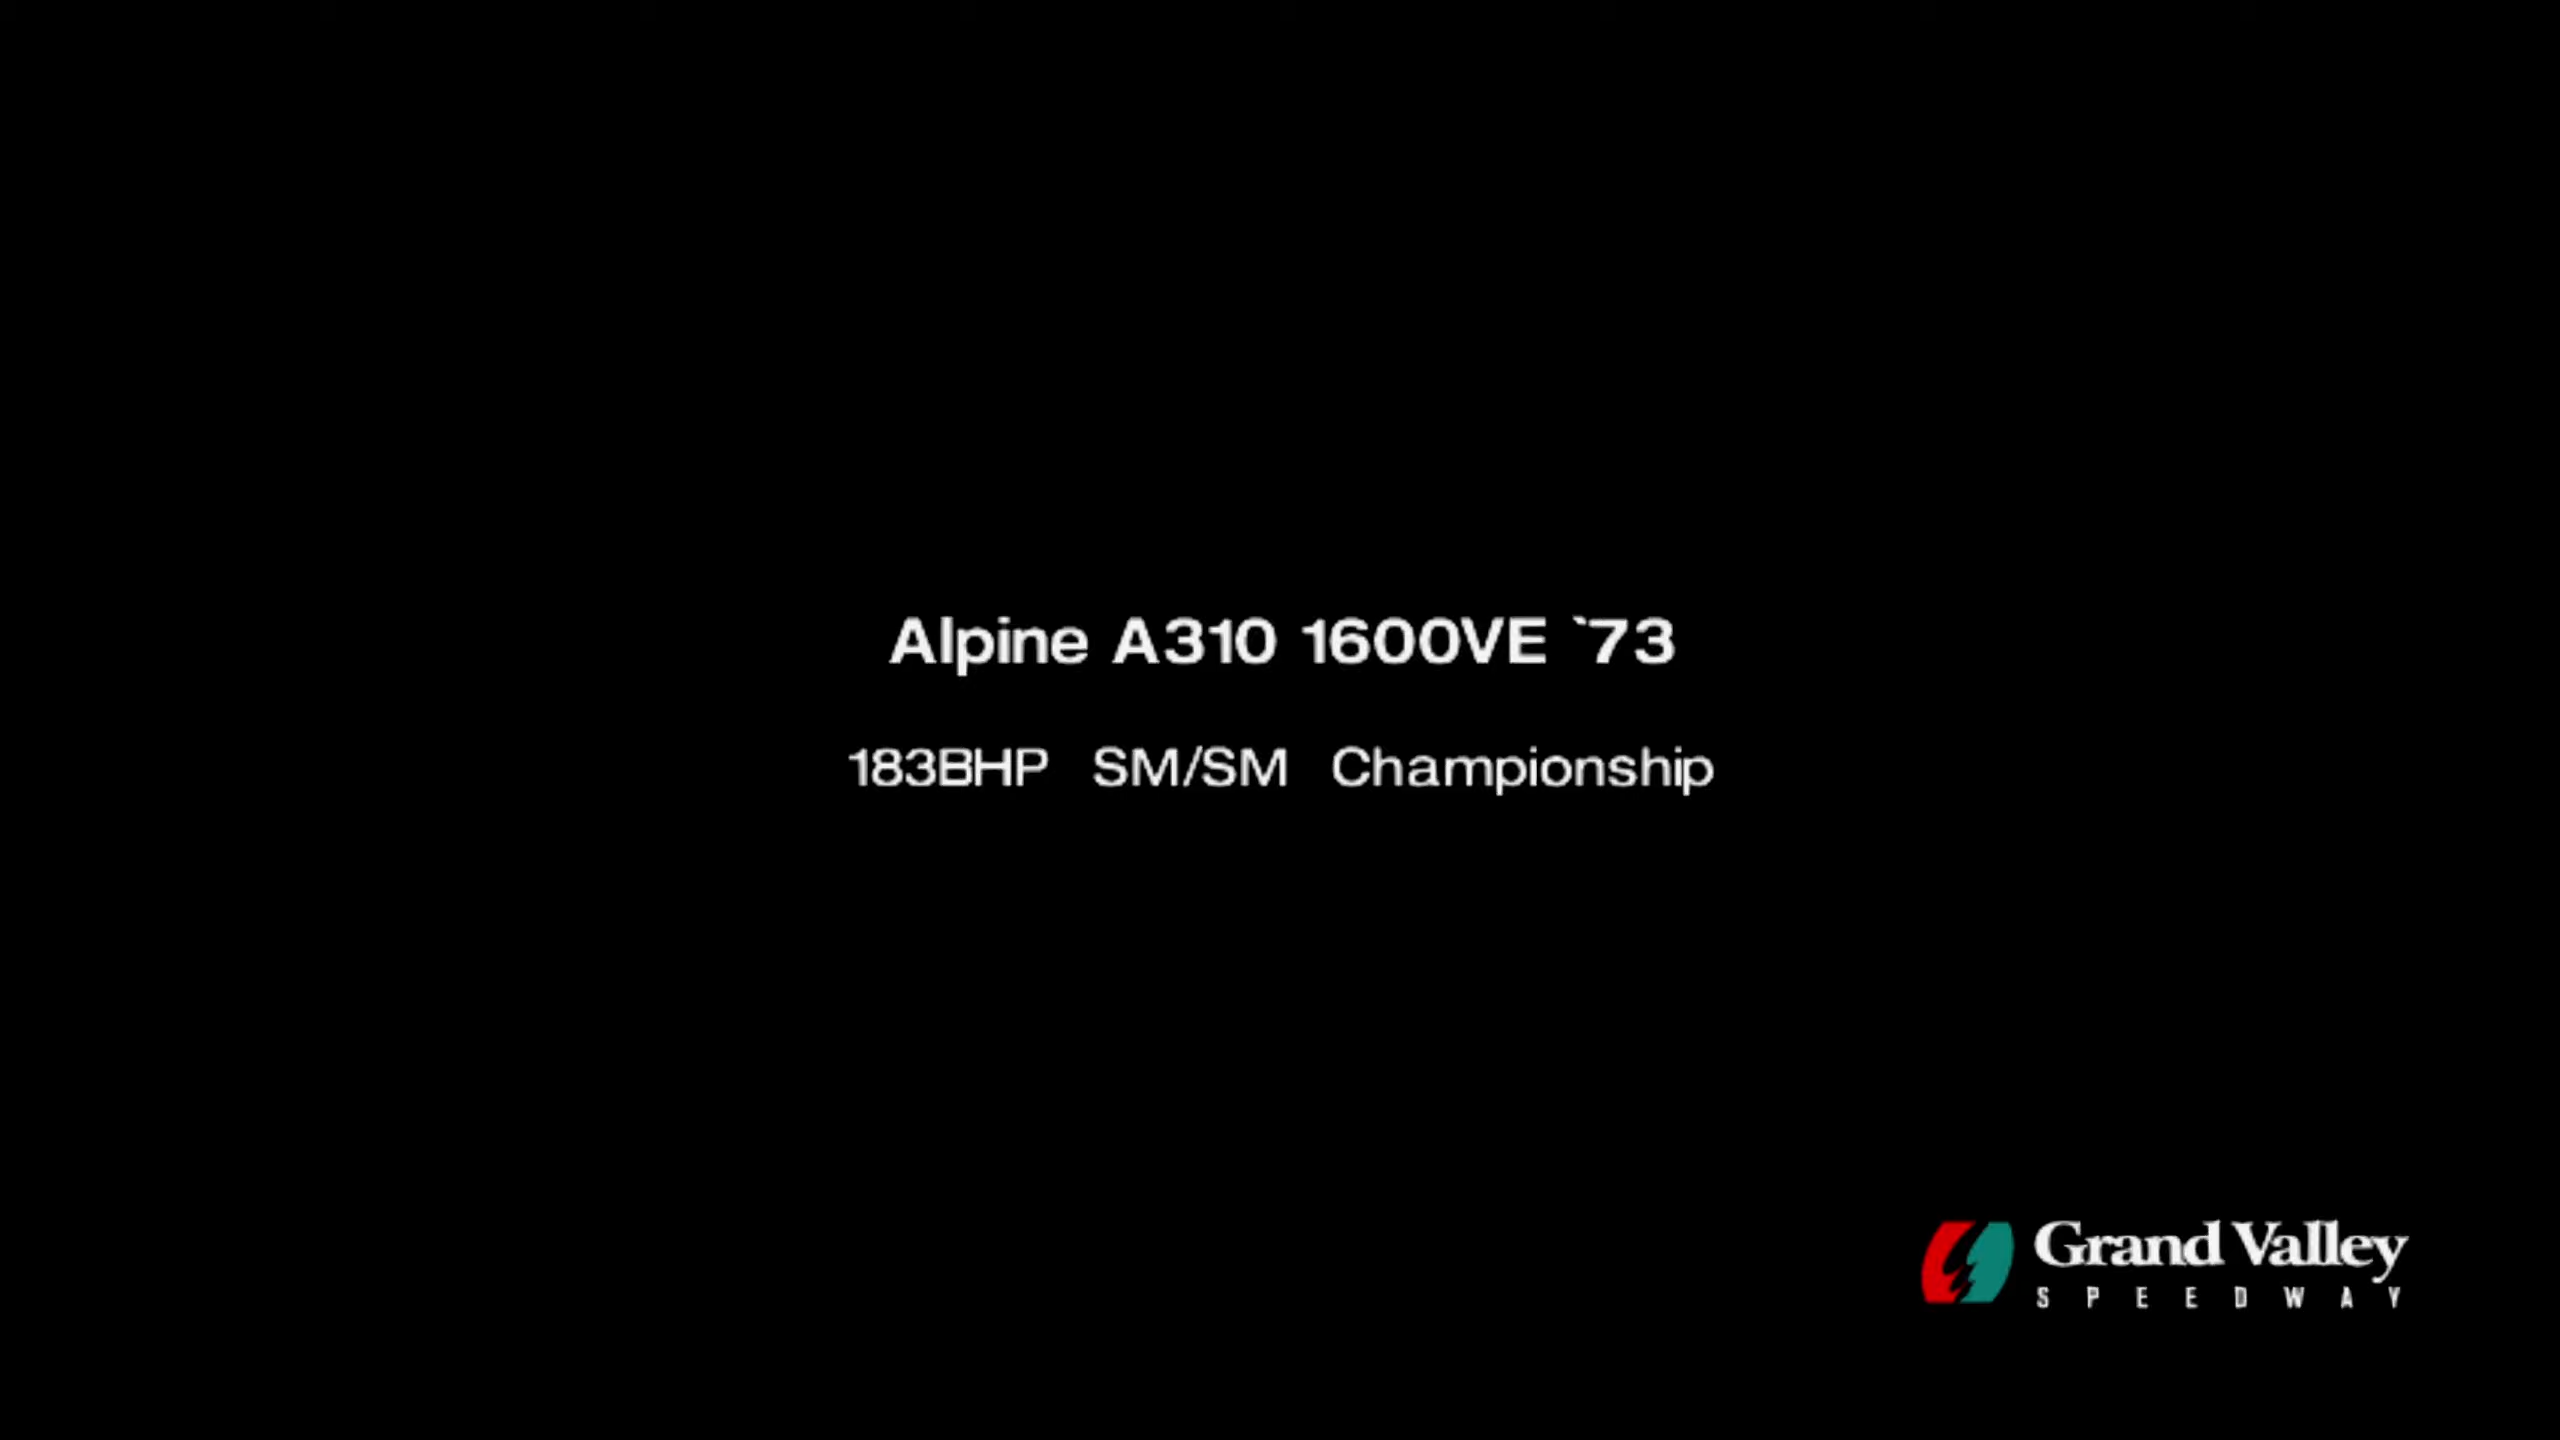 Alpine A310 1600VE `73
183BHP SM/SM Championship
Grand Valley
SPEEDWAY